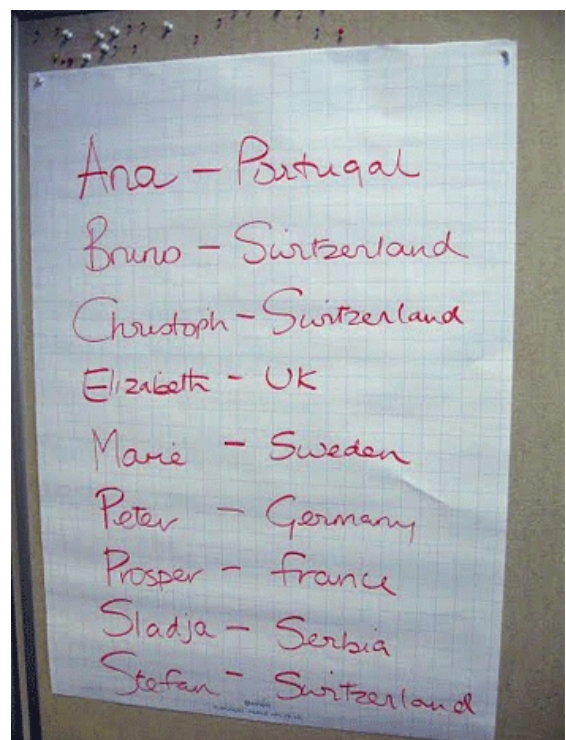 Ana - Portugal
Bruno - Switzerland
Christoph - Switzerland
Elizabeth - UK
Marie - Sweden
Peter - Germany
Prosper - France
Sladja - Serbia
Stefan - Switzerland